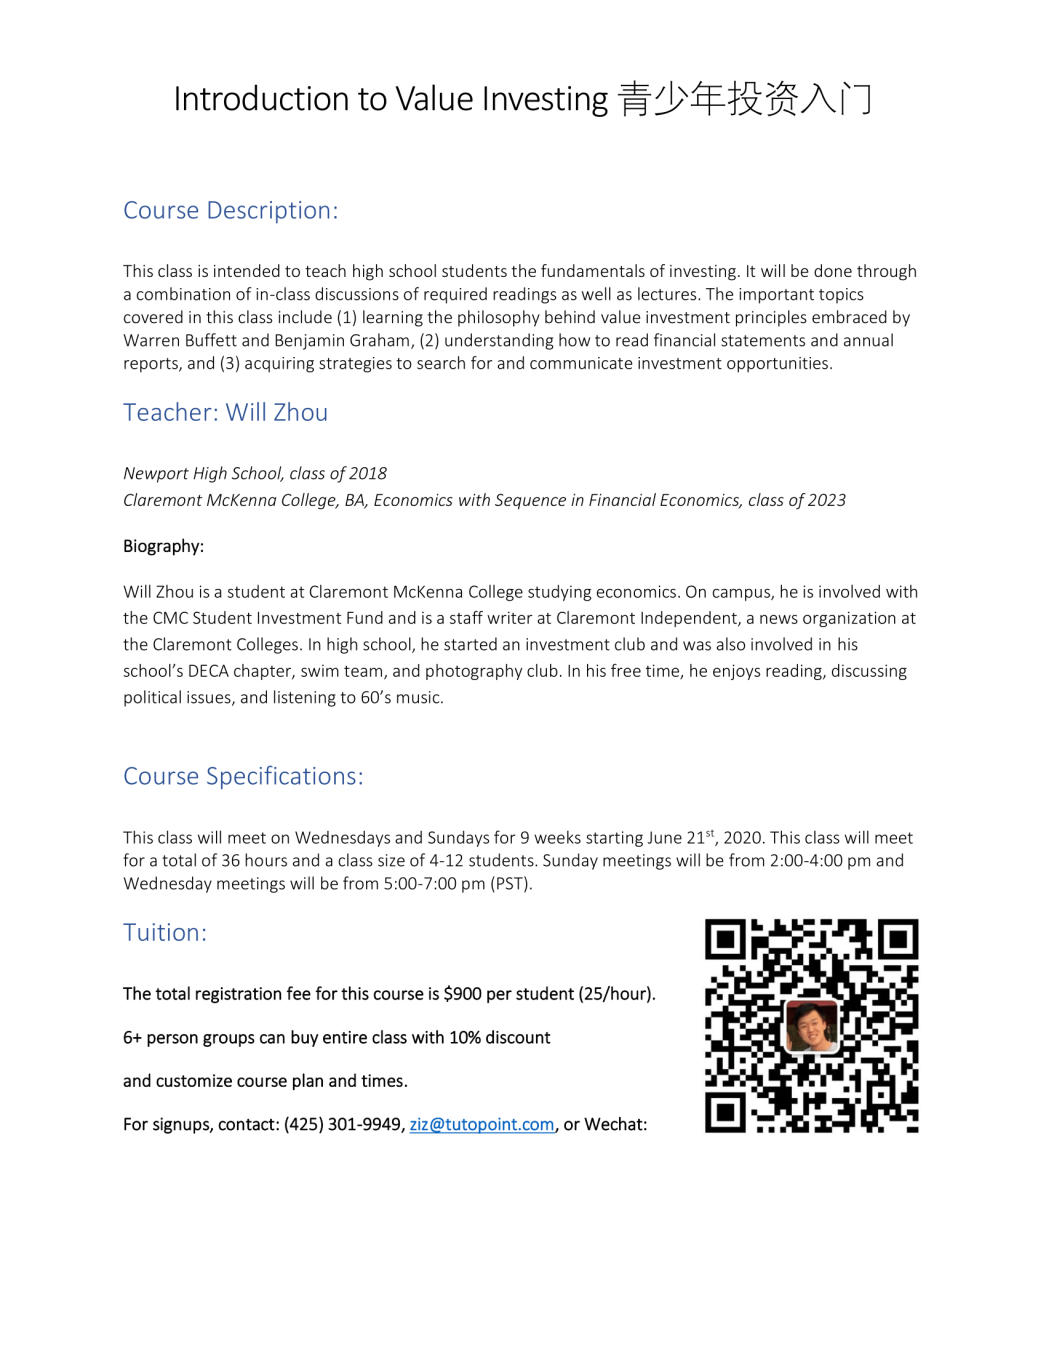 Introduction to Value Investing 青少年投资入门
Course Description:
This class is intended to teach high school students the fundamentals of investing. It will be done through
a combination of in-class discussions of required readings as well as lectures. The important topics
covered in this class include (1) learning the philosophy behind value investment principles embraced by
Warren Buffett and Benjamin Graham, (2) understanding how to read financial statements and annual
reports, and (3) acquiring strategies to search for and communicate investment opportunities.
Teacher: Will Zhou
Newport High School, class of 2018
Claremont McKenna College, BA, Economics with Sequence in Financial Economics, class of 2023
Biography:
Will Zhou is a student at Claremont McKenna College studying economics. On campus, he is involved with
the CMC Student Investment Fund and is a staff writer at Claremont Independent, a news organization at
the Claremont Colleges. In high school, he started an investment club and was also involved in his
school’s DECA chapter, swim team, and photography club. In his free time, he enjoys reading, discussing
political issues, and listening to 60’s music.
Course Specifications:
This class will meet on Wednesdays and Sundays for 9 weeks starting June 21st, 2020. This class will meet
for a total of 36 hours and a class size of 4-12 students. Sunday meetings will be from 2:00-4:00 pm and
Wednesday meetings will be from 5:00-7:00 pm (PST).
Tuition:
The total registration fee for this course is $900 per student (25/hour).
6+ person groups can buy entire class with 10% discount
and customize course plan and times.
For signups, contact: (425) 301-9949, ziz@tutopoint.com, or Wechat: